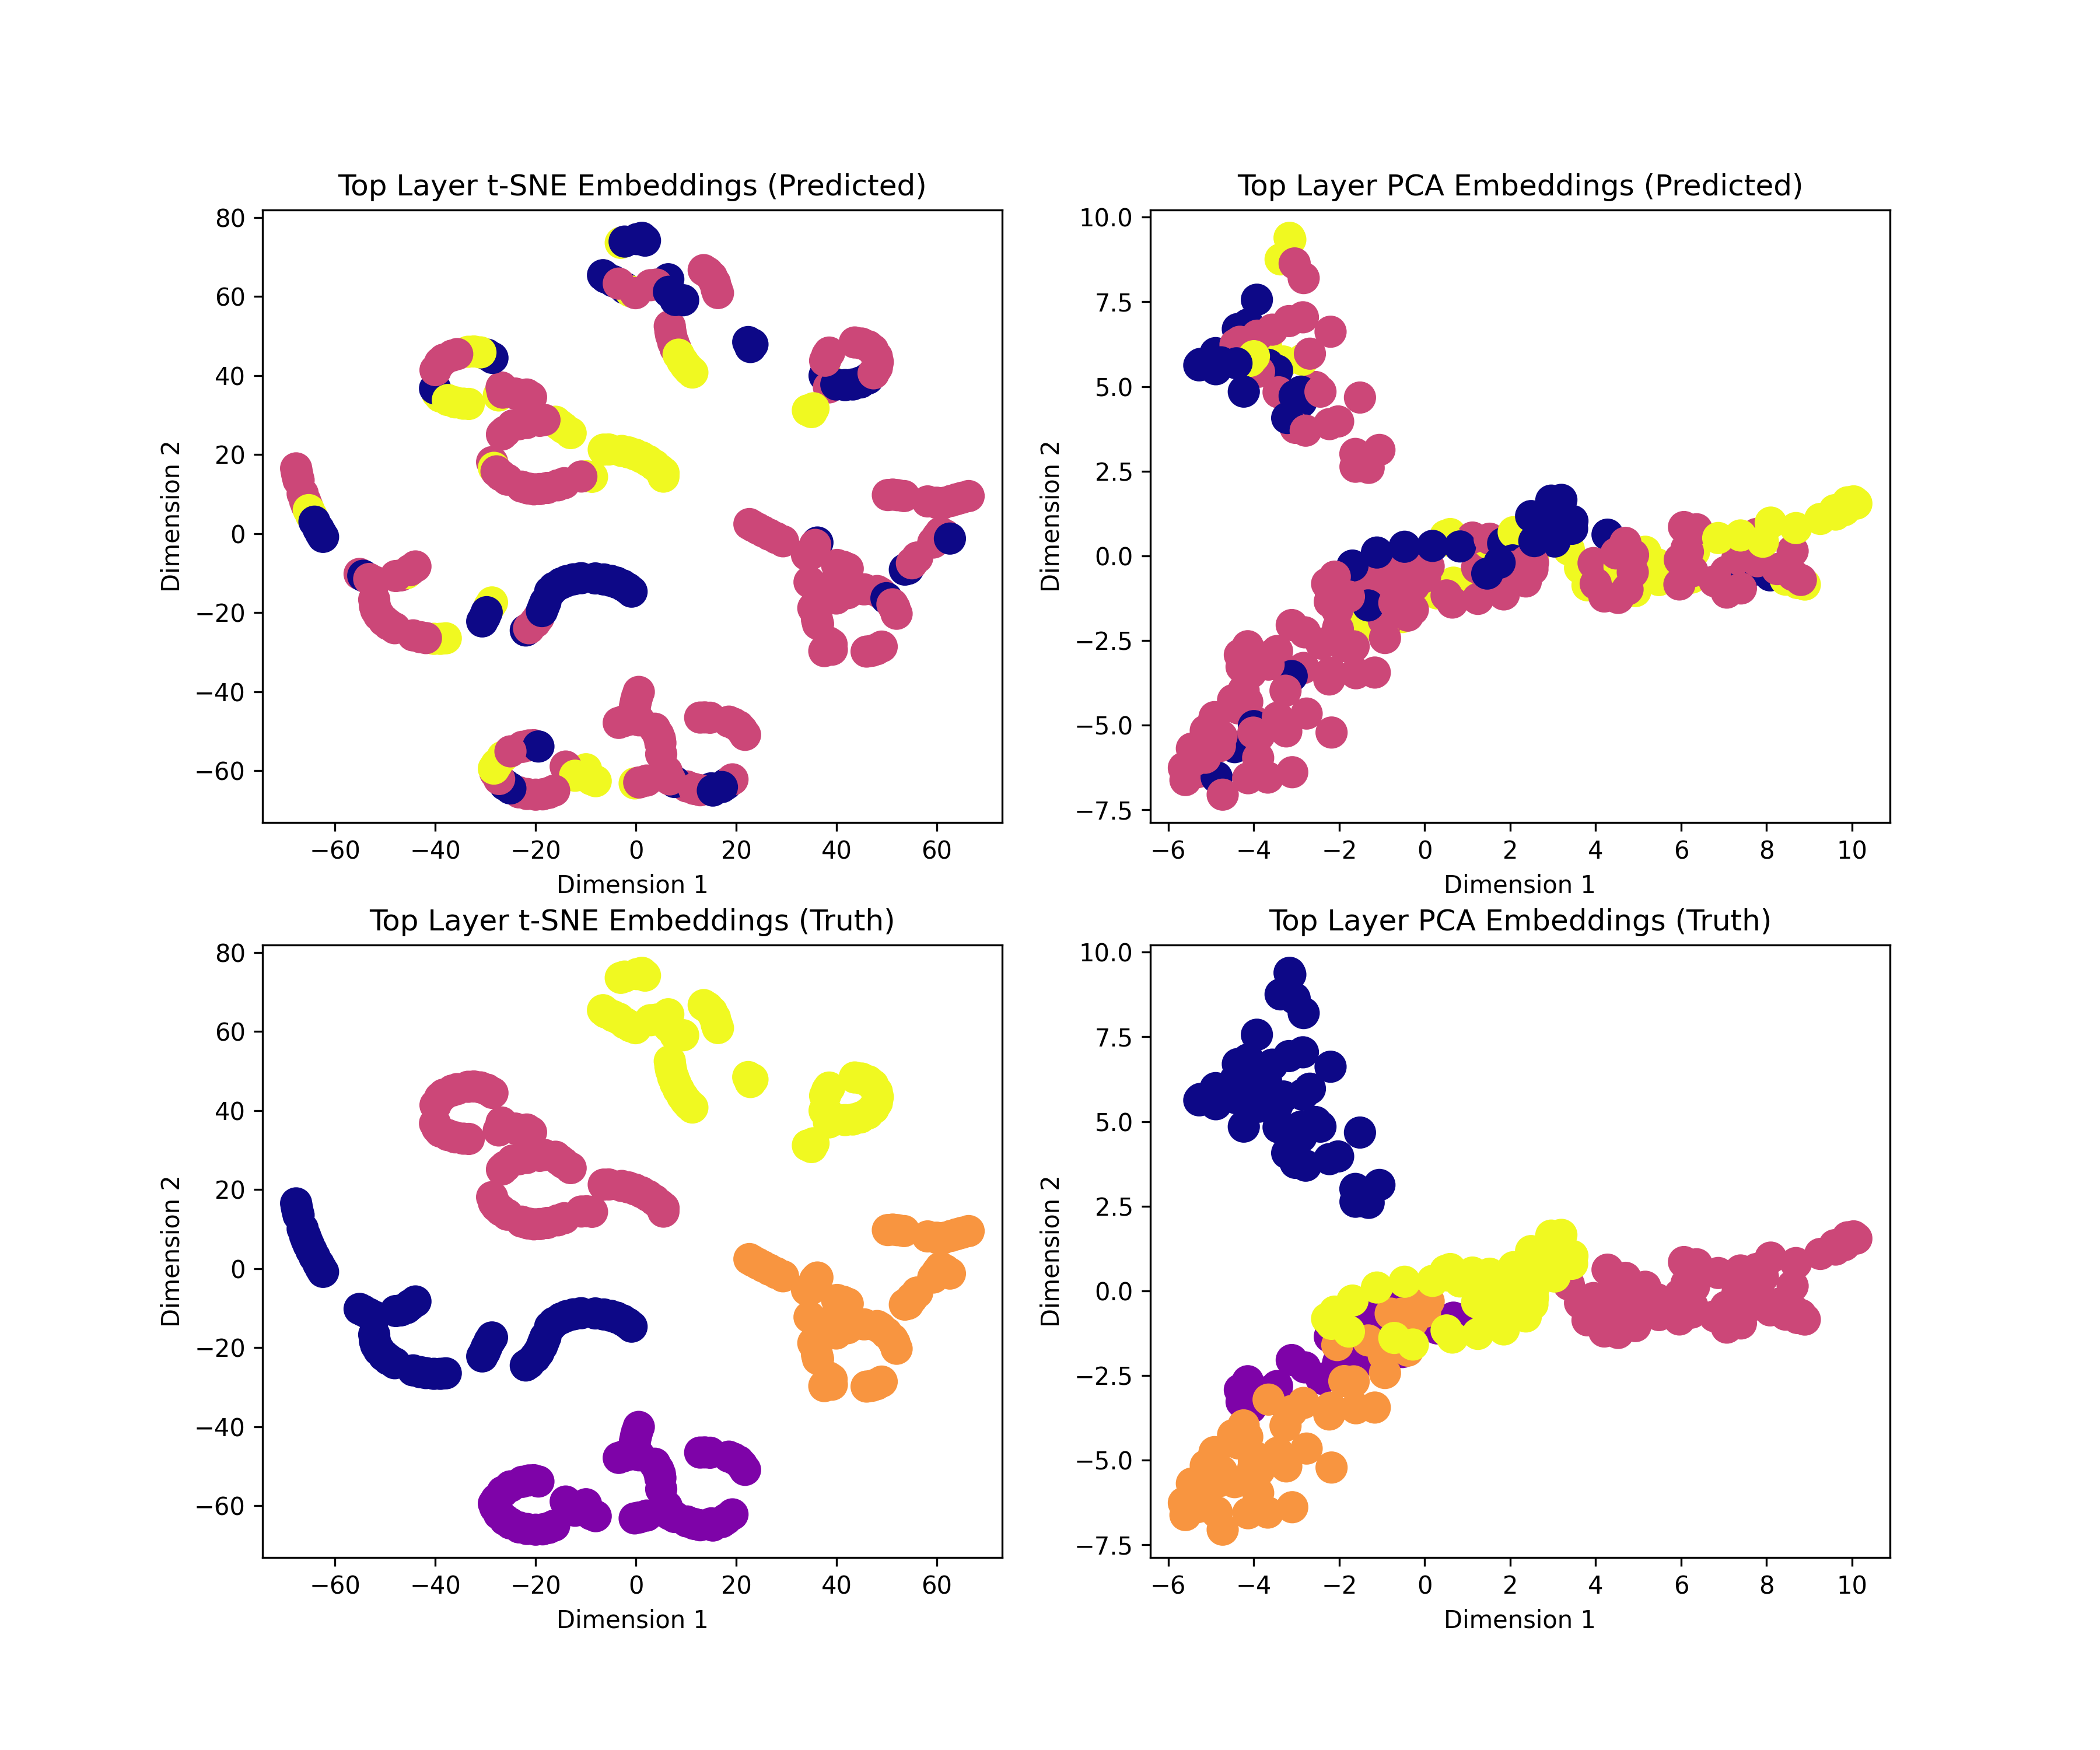 Top Layer t-SNE Embeddings (Predicted)
80
60
40
20
0
−20
−40
−60
Dimension 2
−60 −40 −20 0 20 40 60
Dimension 1
Top Layer PCA Embeddings (Predicted)
10.0
7.5
5.0
2.5
0.0
−2.5
−5.0
−7.5
Dimension 2
−6 −4 −2 0 2 4 6 8 10
Dimension 1
Top Layer t-SNE Embeddings (Truth)
80
60
40
20
0
−20
−40
−60
Dimension 2
−60 −40 −20 0 20 40 60
Dimension 1
Top Layer PCA Embeddings (Truth)
10.0
7.5
5.0
2.5
0.0
−2.5
−5.0
−7.5
Dimension 2
−6 −4 −2 0 2 4 6 8 10
Dimension 1